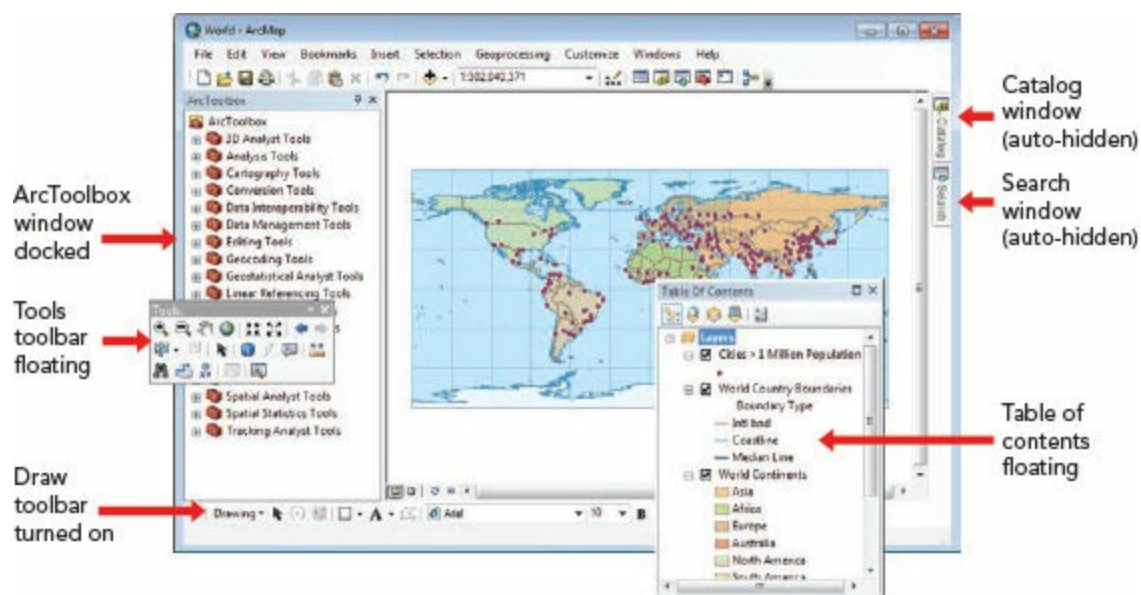 World - ArcMap
File Edit View Bookmarks Insert Selection Geoprocessing Customize Windows Help
1:302,840,371
ArcToolbox
ArcToolbox
3D Analyst Tools
Analysis Tools
Cartography Tools
Conversion Tools
Data Interoperability Tools
Data Management Tools
Editing Tools
Geocoding Tools
Geostatistical Analyst Tools
Linear Referencing Tools
Spatial Analyst Tools
Spatial Statistics Tools
Tracking Analyst Tools
Tools
Drawing
A
Arial
10
B
Catalog
Search
Table Of Contents
Layers
Cities > 1 Million Population
World Country Boundaries
Boundary Type
Intl bnd
Coastline
Median Line
World Continents
Asia
Africa
Europe
Australia
North America
South America
ArcToolbox
window
docked
Tools
toolbar
floating
Draw
toolbar
turned on
Catalog
window
(auto-hidden)
Search
window
(auto-hidden)
Table of
contents
floating